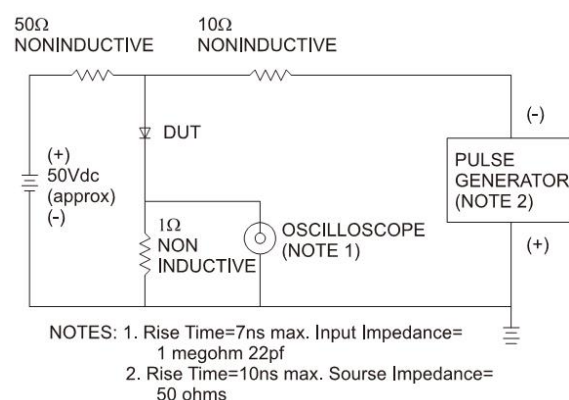 50Ω
NONINDUCTIVE
10Ω
NONINDUCTIVE
DUT
(+)
50Vdc
(approx)
(-)
1Ω
NON
INDUCTIVE
OSCILLOSCOPE
(NOTE 1)
(-)
PULSE
GENERATOR
(NOTE 2)
(+)
NOTES: 1. Rise Time=7ns max. Input Impedance=
1 megohm 22pf
2. Rise Time=10ns max. Sourse Impedance=
50 ohms